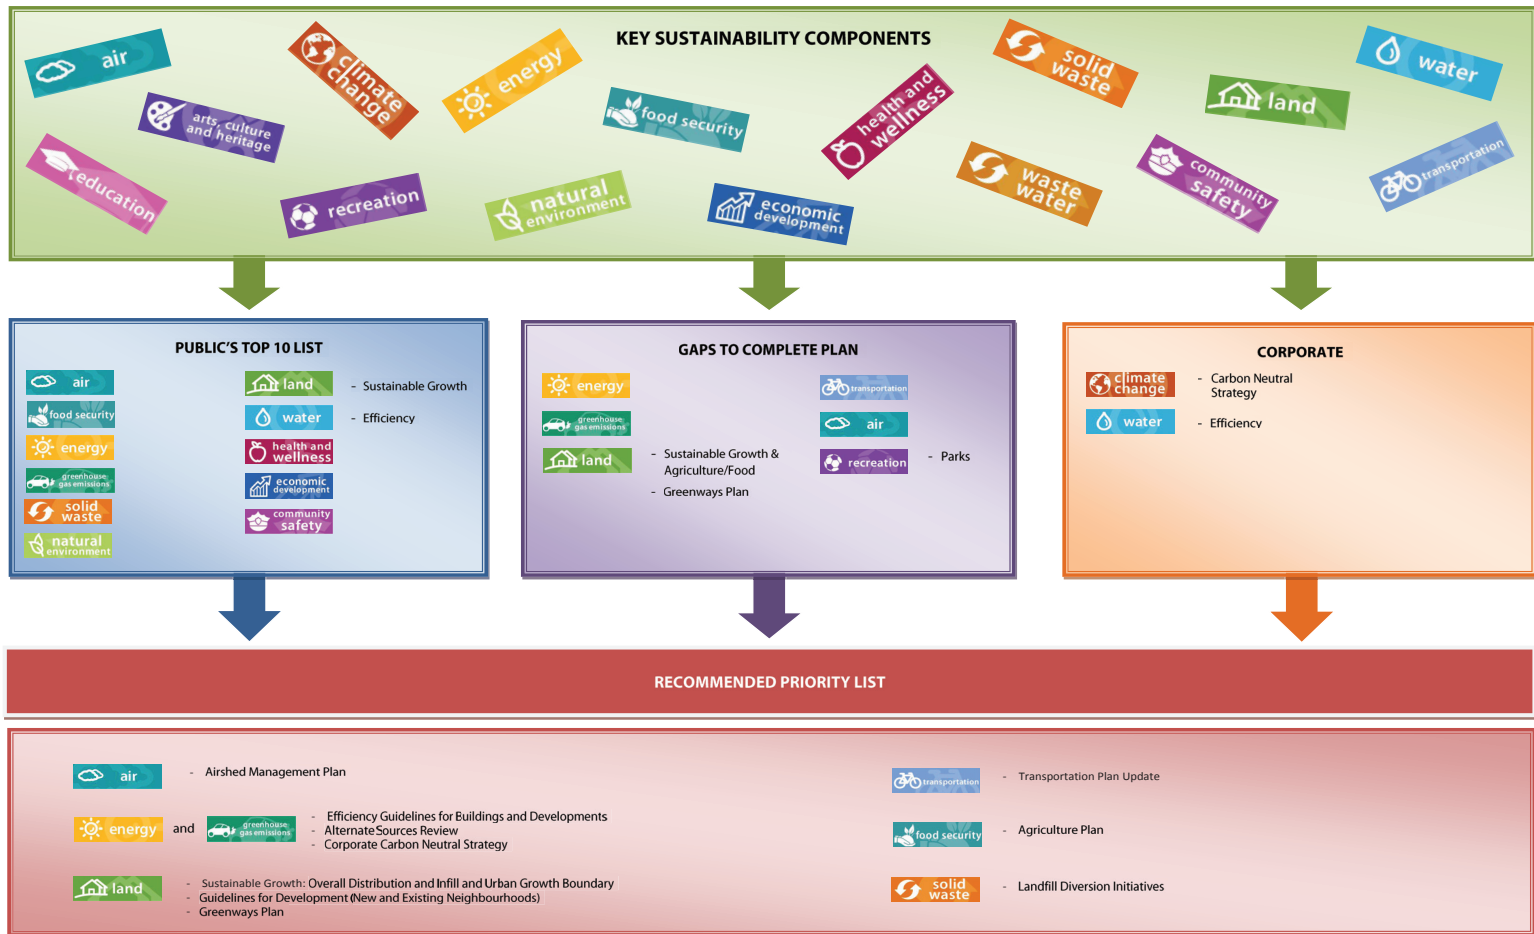 KEY SUSTAINABILITY COMPONENTS
air
climate
change
energy
solid
waste
water
arts, culture
and heritage
food security
health and
wellness
land
education
recreation
natural
environment
economic
development
waste
water
community
safety
transportation
PUBLIC'S TOP 10 LIST
air
food security
energy
greenhouse
gas emissions
solid
waste
natural
environment
land
- Sustainable Growth
water
- Efficiency
health and
wellness
economic
development
community
safety
GAPS TO COMPLETE PLAN
energy
greenhouse
gas emissions
land
- Sustainable Growth &
Agriculture/Food
- Greenways Plan
transportation
air
recreation
- Parks
CORPORATE
climate
change
- Carbon Neutral
Strategy
water
- Efficiency
RECOMMENDED PRIORITY LIST
air
- Airshed Management Plan
energy and greenhouse
gas emissions
- Efficiency Guidelines for Buildings and Developments
- Alternate Sources Review
- Corporate Carbon Neutral Strategy
land
- Sustainable Growth: Overall Distribution and Infill and Urban Growth Boundary
- Guidelines for Development (New and Existing Neighbourhoods)
- Greenways Plan
transportation
- Transportation Plan Update
food security
- Agriculture Plan
solid
waste
- Landfill Diversion Initiatives